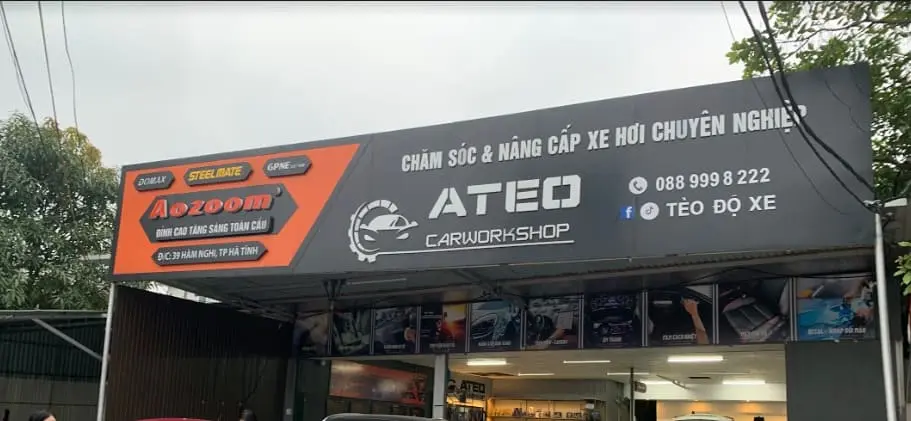 DOMAX
STEELMATE
GPNE
Aozoom
ĐỈNH CAO TĂNG SÁNG TOÀN CẦU
Đ/C: 39 HÀM NGHI, TP HÀ TĨNH
CHĂM SÓC & NÂNG CẤP XE HƠI CHUYÊN NGHIỆP
ATEO
CARWORKSHOP
088 999 8 222
TÈO ĐỘ XE
ATEO